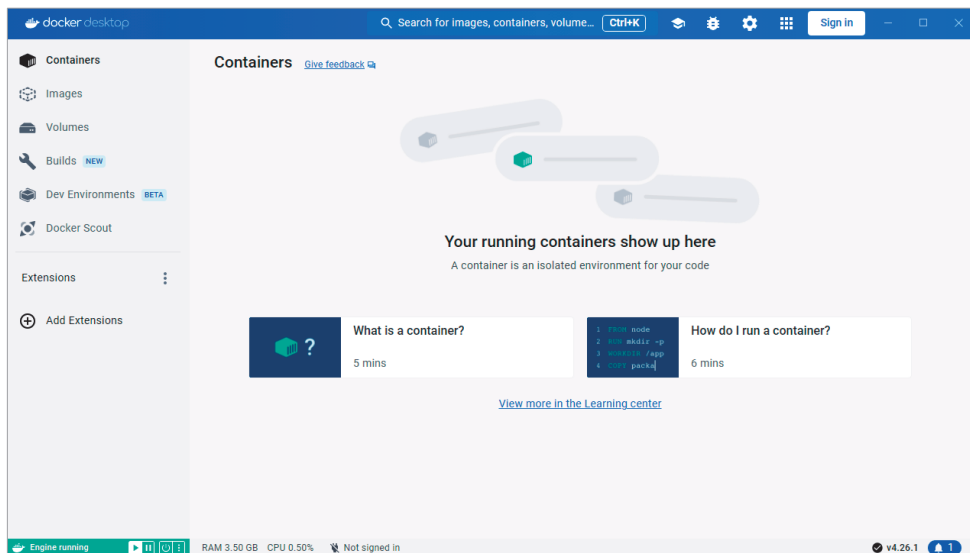 docker desktop
Search for images, containers, volume... Ctrl+K
Sign in
Containers
Images
Volumes
Builds NEW
Dev Environments BETA
Docker Scout
Extensions
Add Extensions
Containers Give feedback
Your running containers show up here
A container is an isolated environment for your code
?
What is a container?
5 mins
1 FROM node
2 RUN mkdir -p
3 WORKDIR /app
4 COPY packa
How do I run a container?
6 mins
View more in the Learning center
Engine running
RAM 3.50 GB CPU 0.50% Not signed in
v4.26.1
1